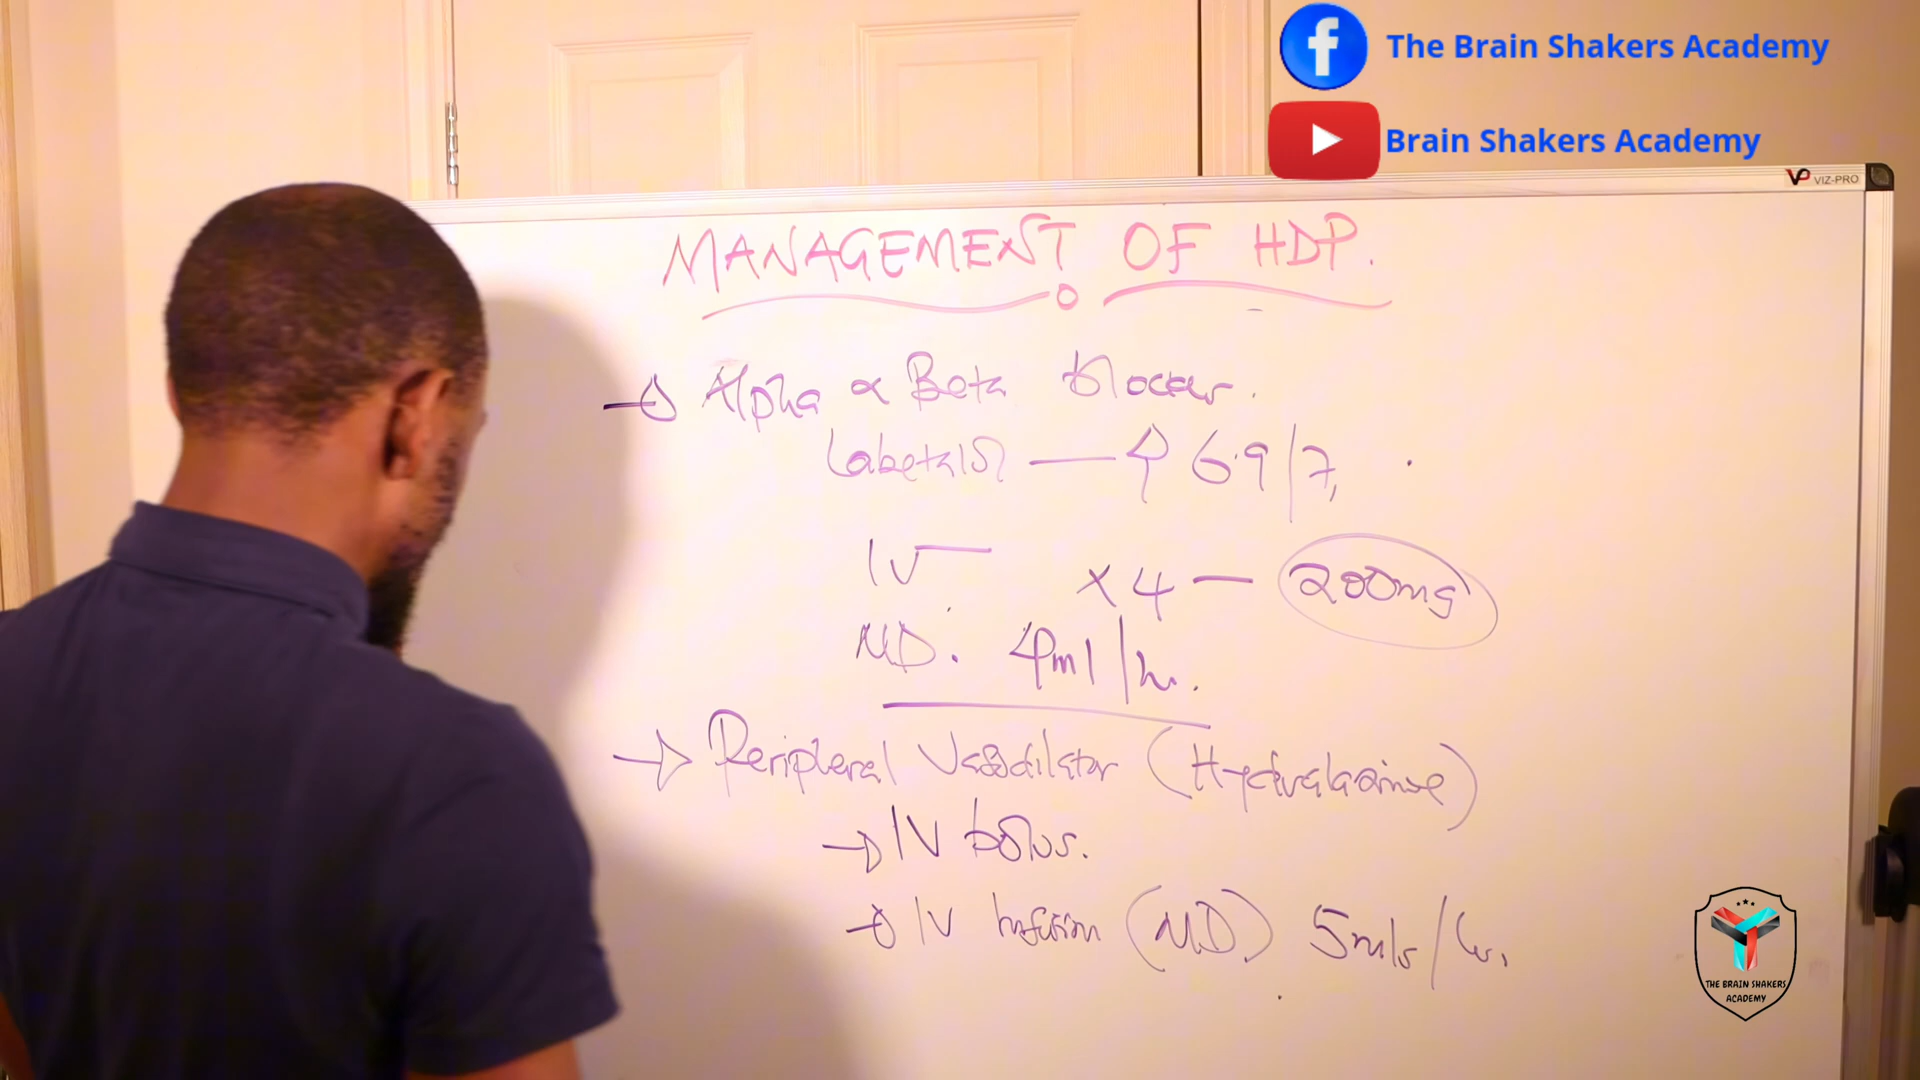 The Brain Shakers Academy
Brain Shakers Academy
VP VIZ-PRO
MANAGEMENT OF HDP.
Alpha & Beta blocker.
Labetalol — 6.9/7,
IV
x4 — 200mg
MD: 4ml/hr.
→ Peripheral Vasodilator (Hydralazine)
→ IV bolus.
→ IV Infusion (MD) 5mls/hr.
THE BRAIN SHAKERS
ACADEMY